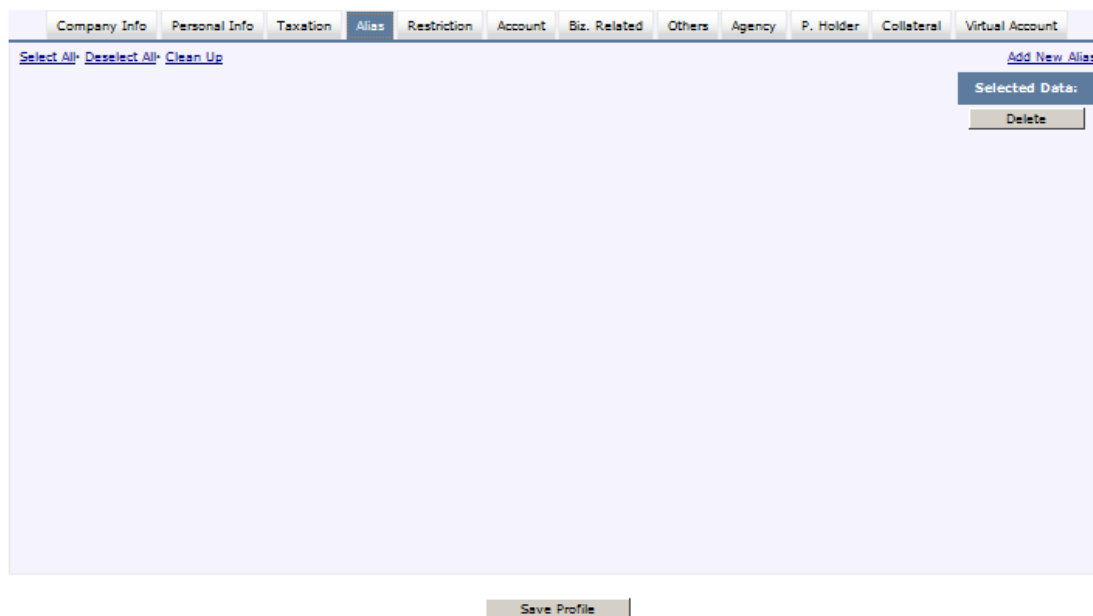 Company Info Personal Info Taxation Alias Restriction Account Biz. Related Others Agency P. Holder Collateral Virtual Account
Select All• Deselect All• Clean Up Add New Alias
Selected Data:
Delete
Save Profile